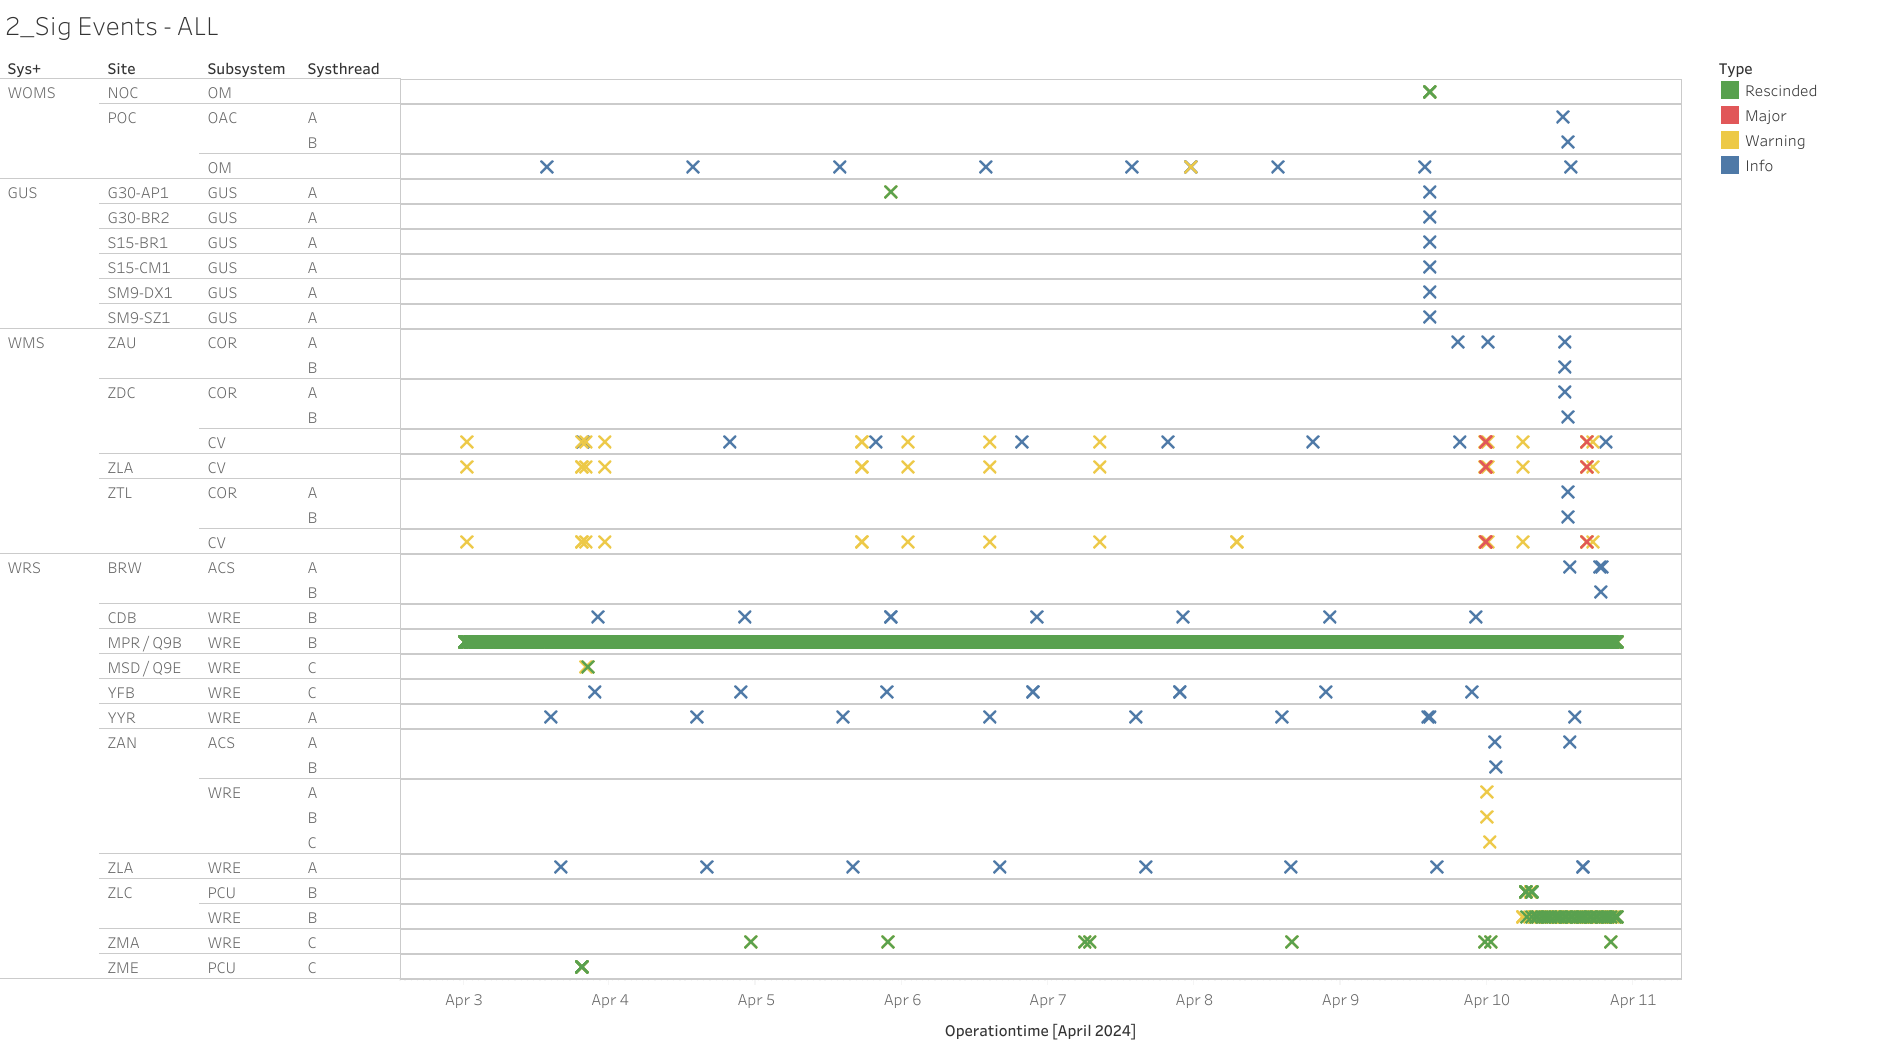 2_Sig Events - ALL
Sys+ Site Subsystem Systhread Type
WOMS NOC OM Rescinded
POC OAC A Major
B Warning
OM Info
GUS G30-AP1 GUS A
G30-BR2 GUS A
S15-BR1 GUS A
S15-CM1 GUS A
SM9-DX1 GUS A
SM9-SZ1 GUS A
WMS ZAU COR A
B
ZDC COR A
B
CV
ZLA CV
ZTL COR A
B
CV
WRS BRW ACS A
B
CDB WRE B
MPR / Q9B WRE B
MSD / Q9E WRE C
YFB WRE C
YYR WRE A
ZAN ACS A
B
WRE A
B
C
ZLA WRE A
ZLC PCU B
WRE B
ZMA WRE C
ZME PCU C
Apr 3 Apr 4 Apr 5 Apr 6 Apr 7 Apr 8 Apr 9 Apr 10 Apr 11
Operationtime [April 2024]